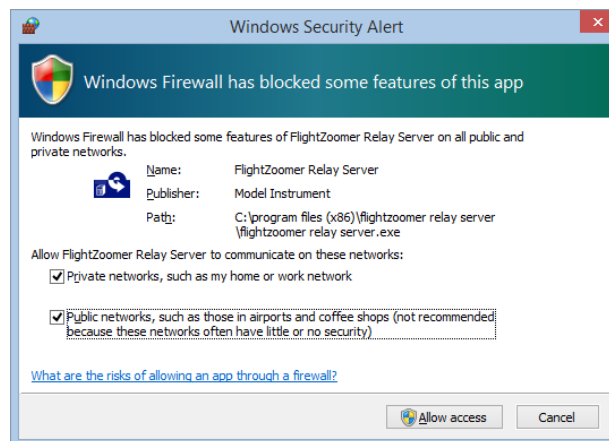 Windows Security Alert
Windows Firewall has blocked some features of this app
Windows Firewall has blocked some features of FlightZoomer Relay Server on all public and
private networks.
Name: FlightZoomer Relay Server
Publisher: Model Instrument
Path: C:\program files (x86)\flightzoomer relay server
\flightzoomer relay server.exe
Allow FlightZoomer Relay Server to communicate on these networks:
Private networks, such as my home or work network
Public networks, such as those in airports and coffee shops (not recommended
because these networks often have little or no security)
What are the risks of allowing an app through a firewall?
Allow access Cancel